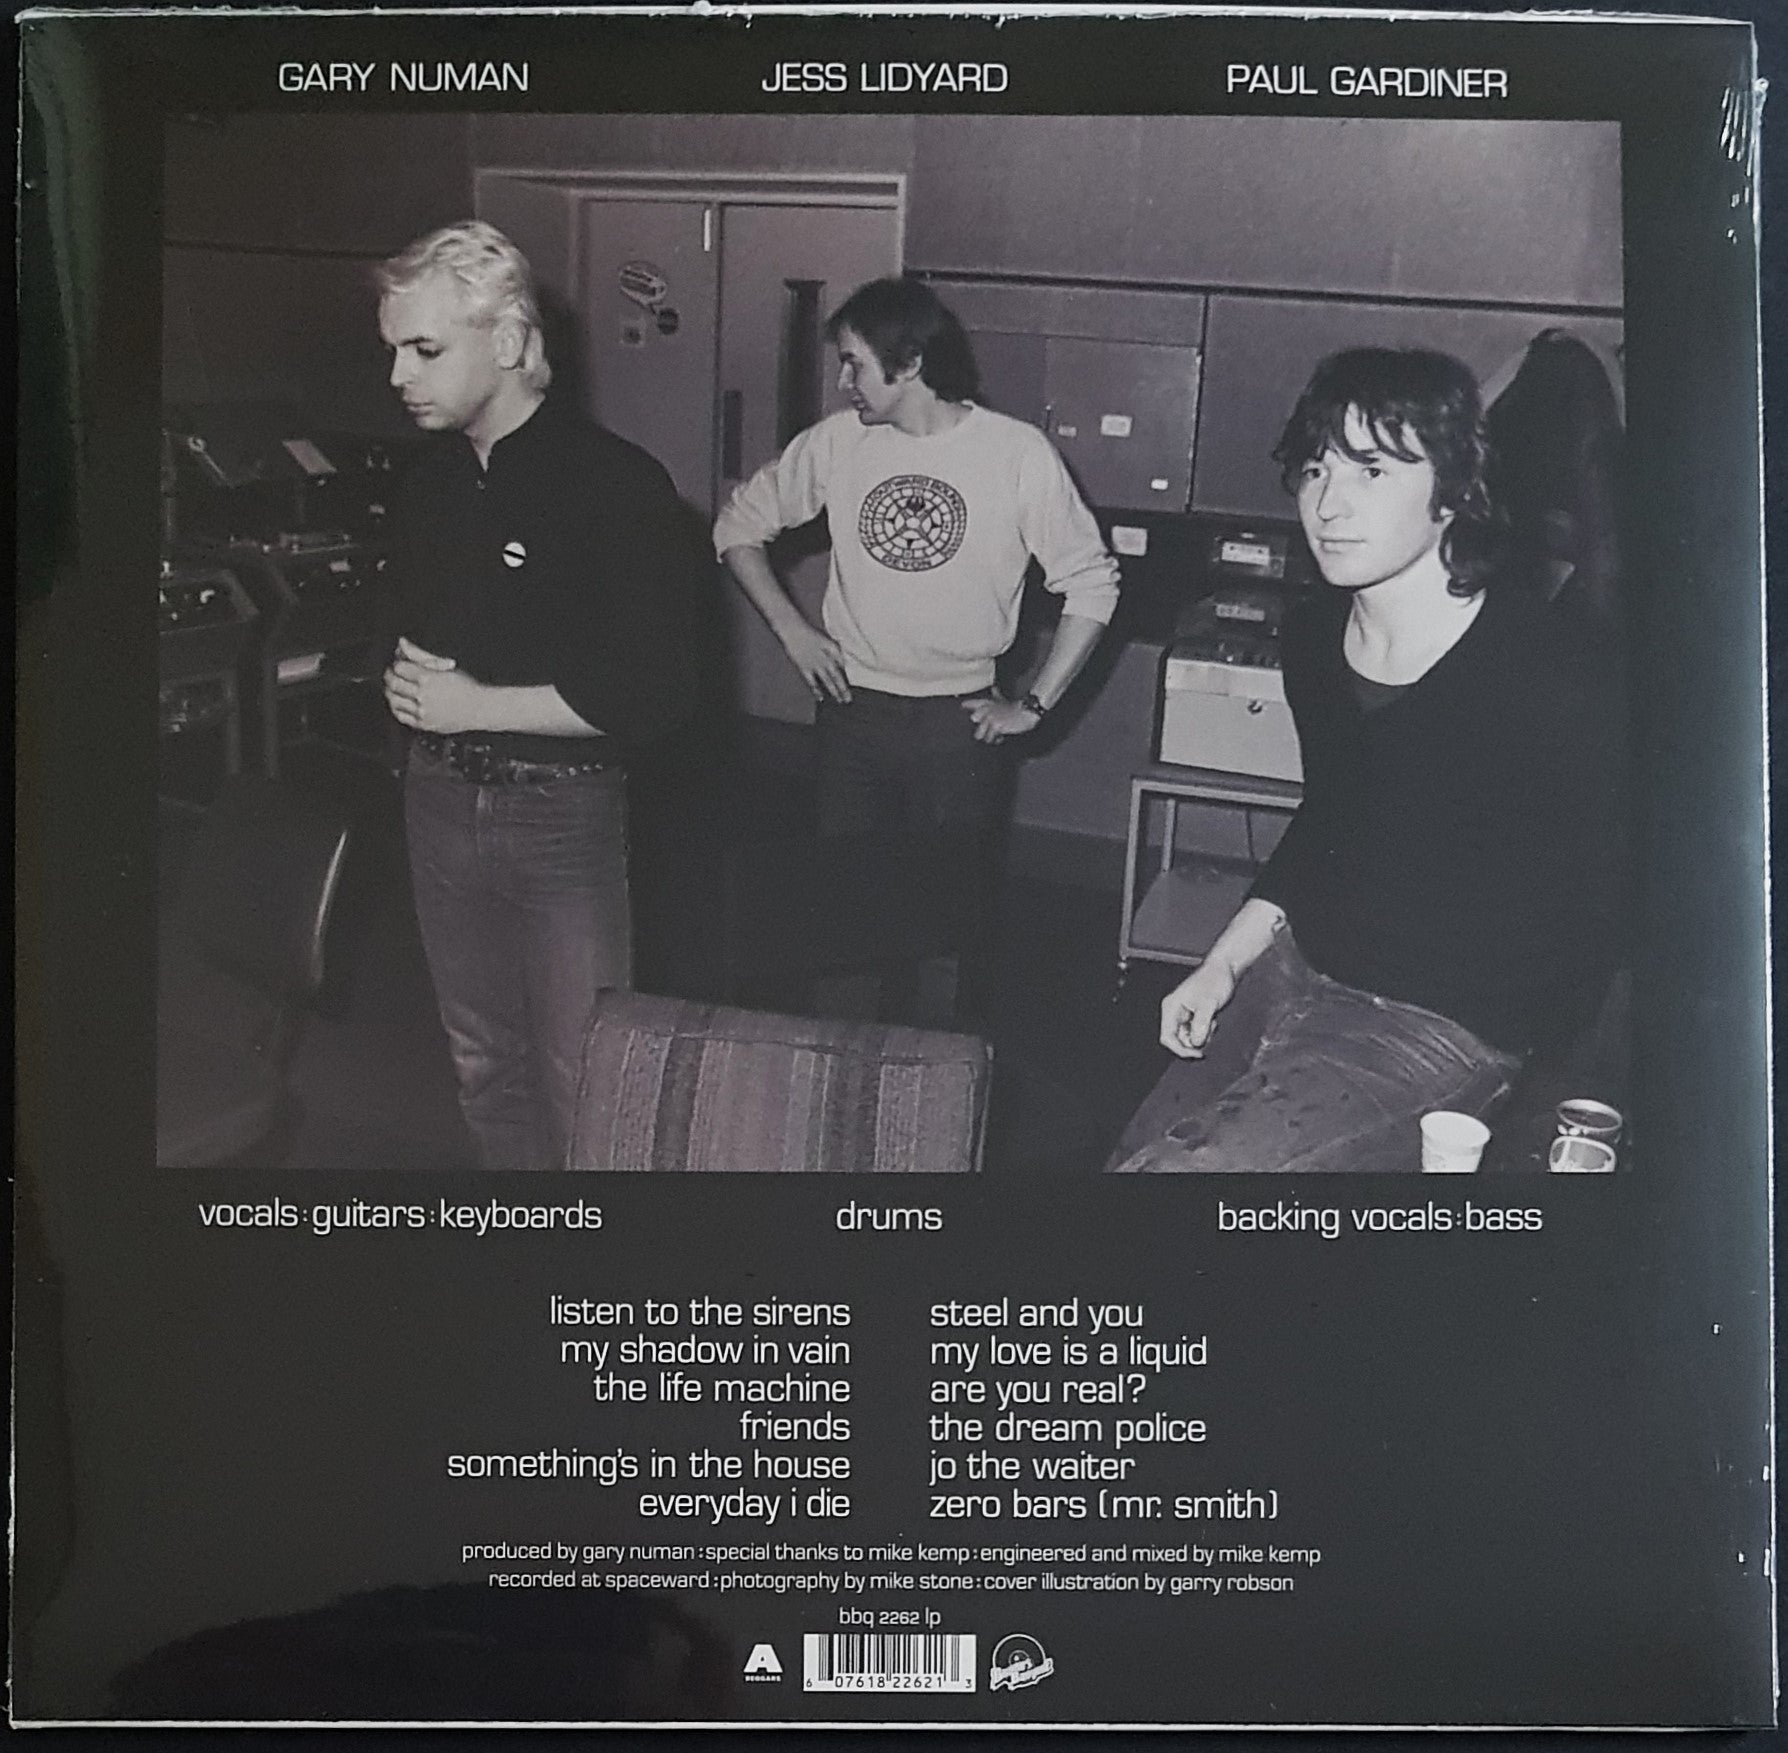 GARY NUMAN JESS LIDYARD PAUL GARDINER
OUTWARD BOUND
DEVON
vocals:guitars:keyboards drums backing vocals:bass
listen to the sirens
my shadow in vain
the life machine
friends
something's in the house
everyday i die
steel and you
my love is a liquid
are you real?
the dream police
jo the waiter
zero bars (mr. smith)
produced by gary numan:special thanks to mike kemp:engineered and mixed by mike kemp
recorded at spaceward:photography by mike stone:cover illustration by garry robson
bbq 2262 lp
A
BEGGARS
6 07618 22621 3